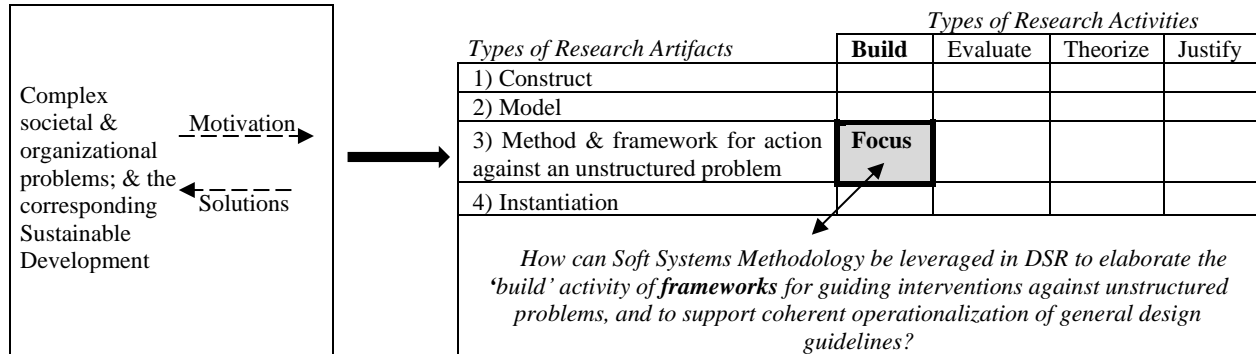 Complex
societal &
organizational
problems; & the
corresponding
Sustainable
Development
Motivation
Solutions
Types of Research Activities
Types of Research Artifacts
Build
Evaluate
Theorize
Justify
1) Construct
2) Model
3) Method & framework for action
against an unstructured problem
Focus
4) Instantiation
How can Soft Systems Methodology be leveraged in DSR to elaborate the
‘build’ activity of frameworks for guiding interventions against unstructured
problems, and to support coherent operationalization of general design
guidelines?